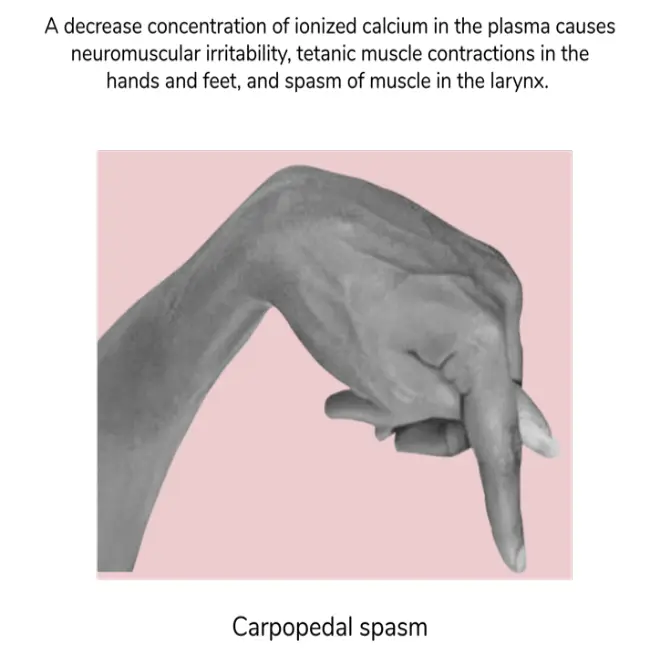 A decrease concentration of ionized calcium in the plasma causes
neuromuscular irritability, tetanic muscle contractions in the
hands and feet, and spasm of muscle in the larynx.
Carpopedal spasm